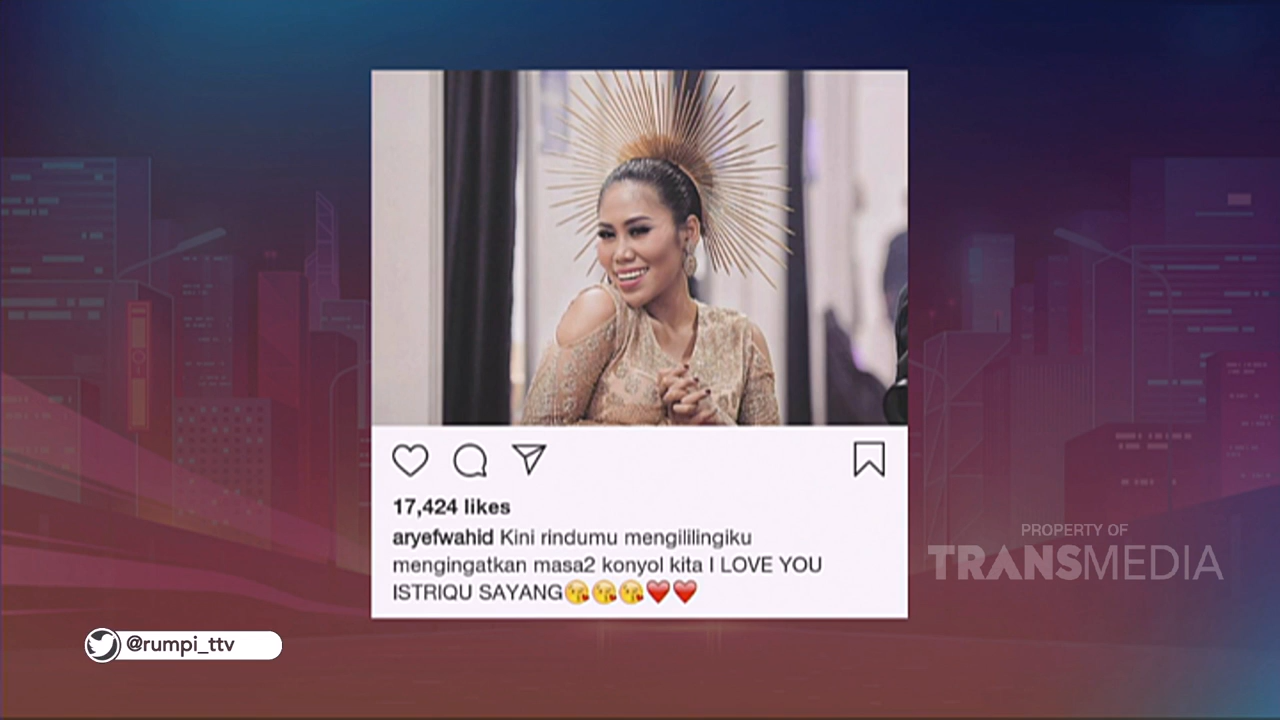 17,424 likes
aryefwahid Kini rindumu mengililingiku
mengingatkan masa2 konyol kita I LOVE YOU
ISTRIQU SAYANG😘😘😘❤️❤️
PROPERTY OF
TRANSMEDIA
@rumpi_ttv